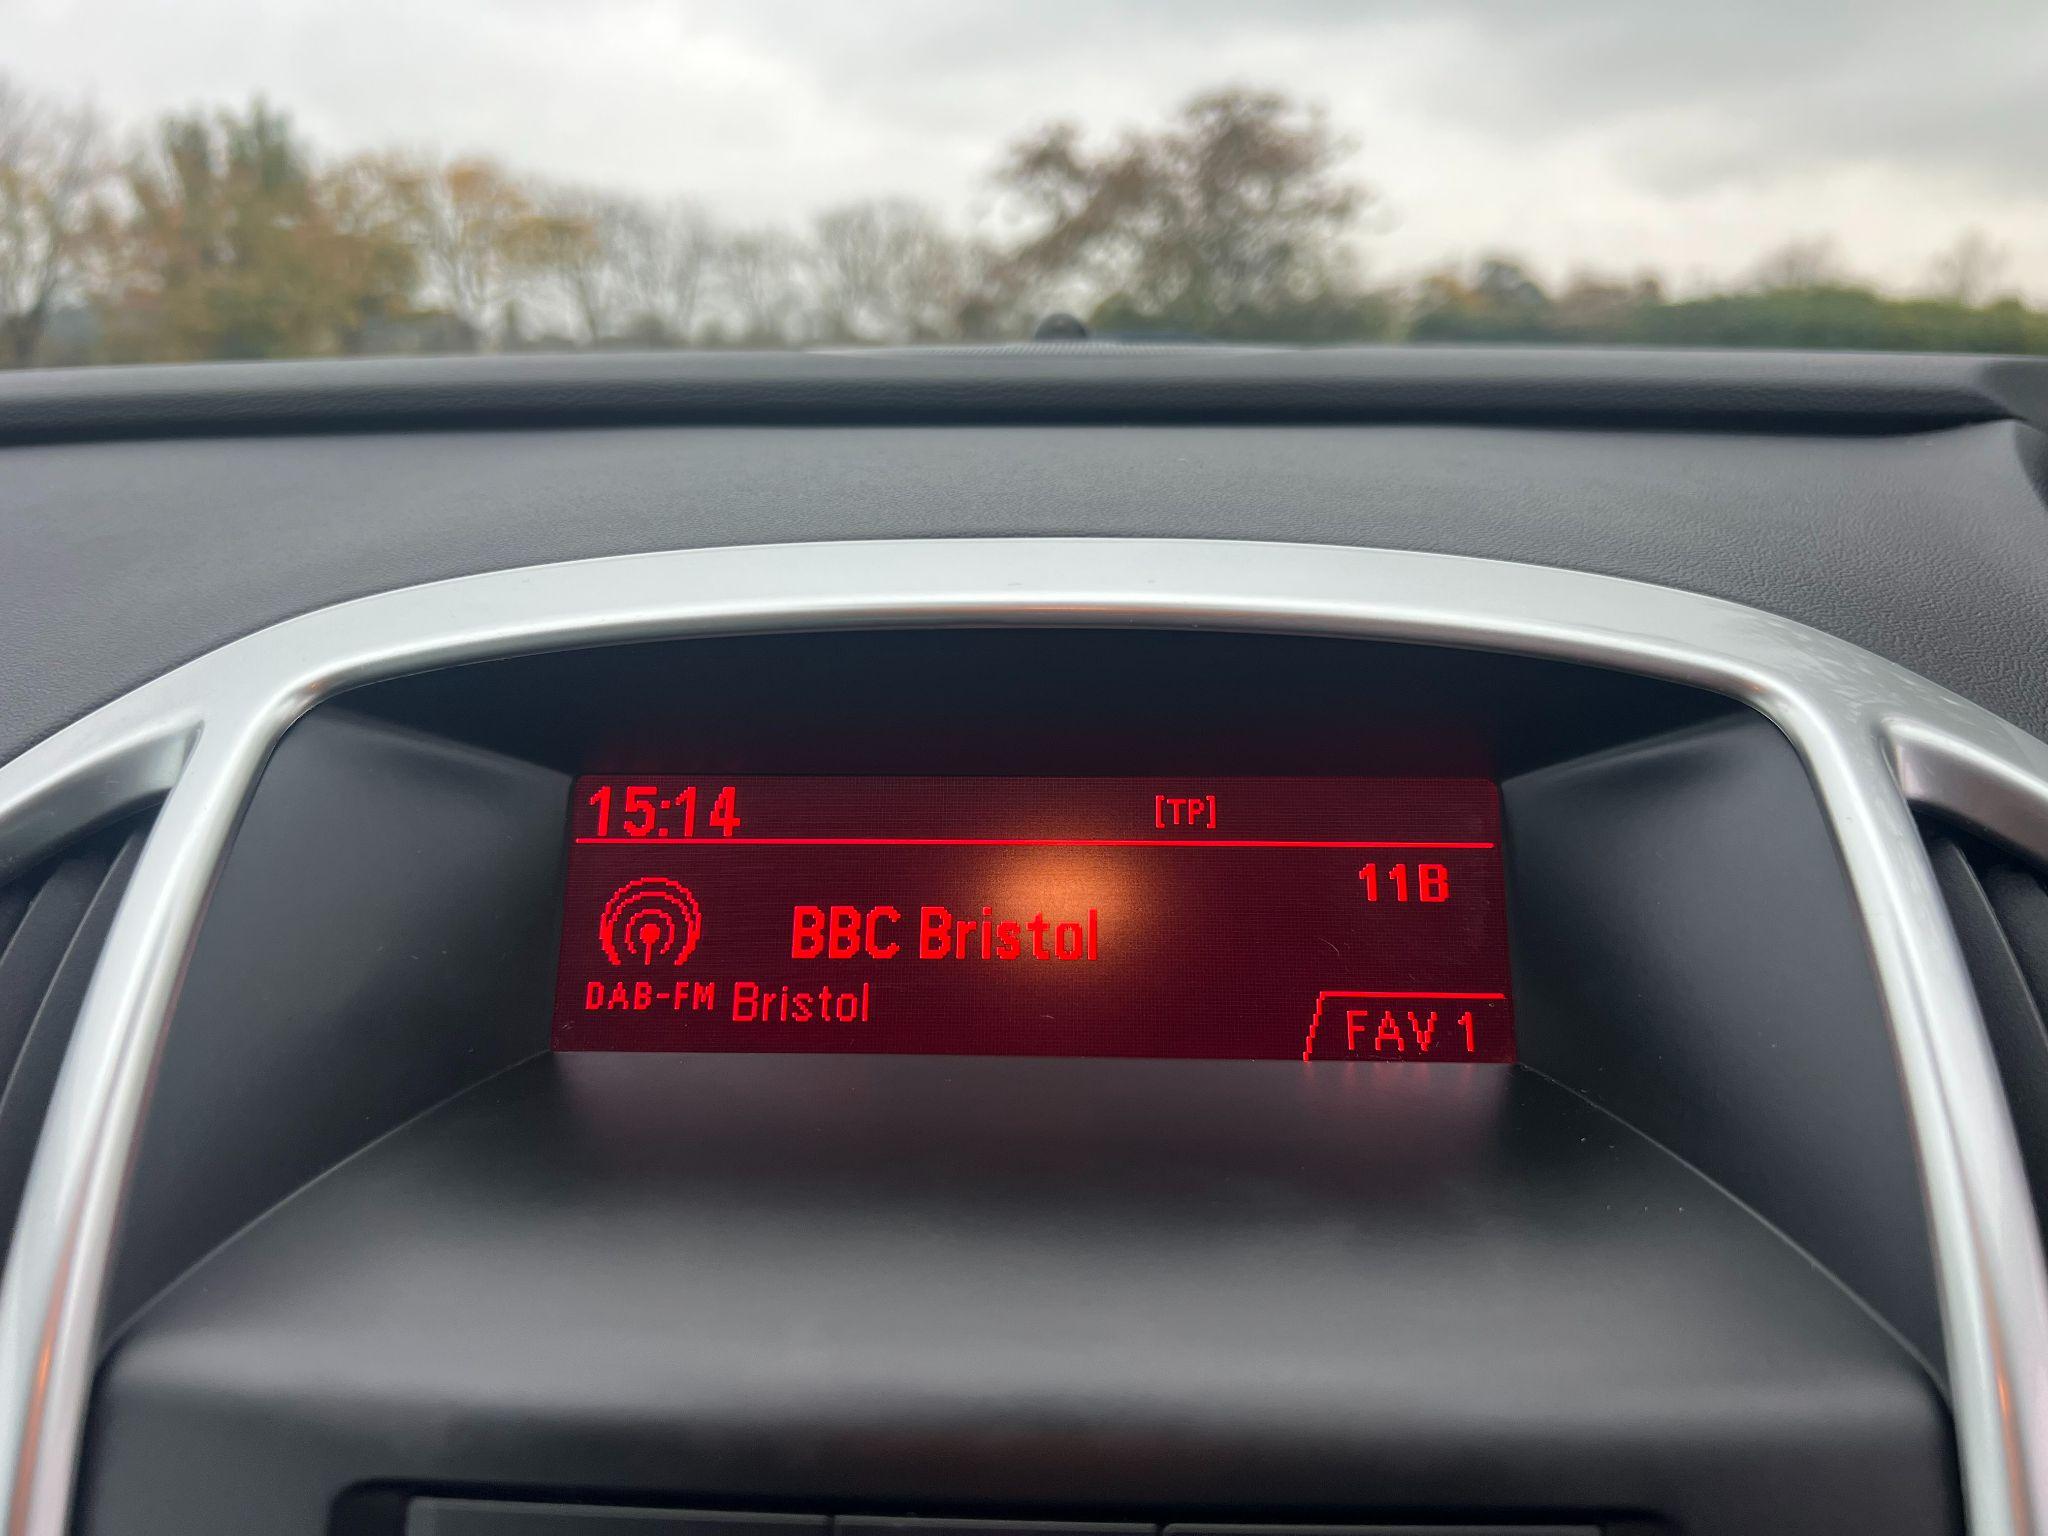 15:14 [TP]
11B
BBC Bristol
DAB-FM Bristol
FAV 1